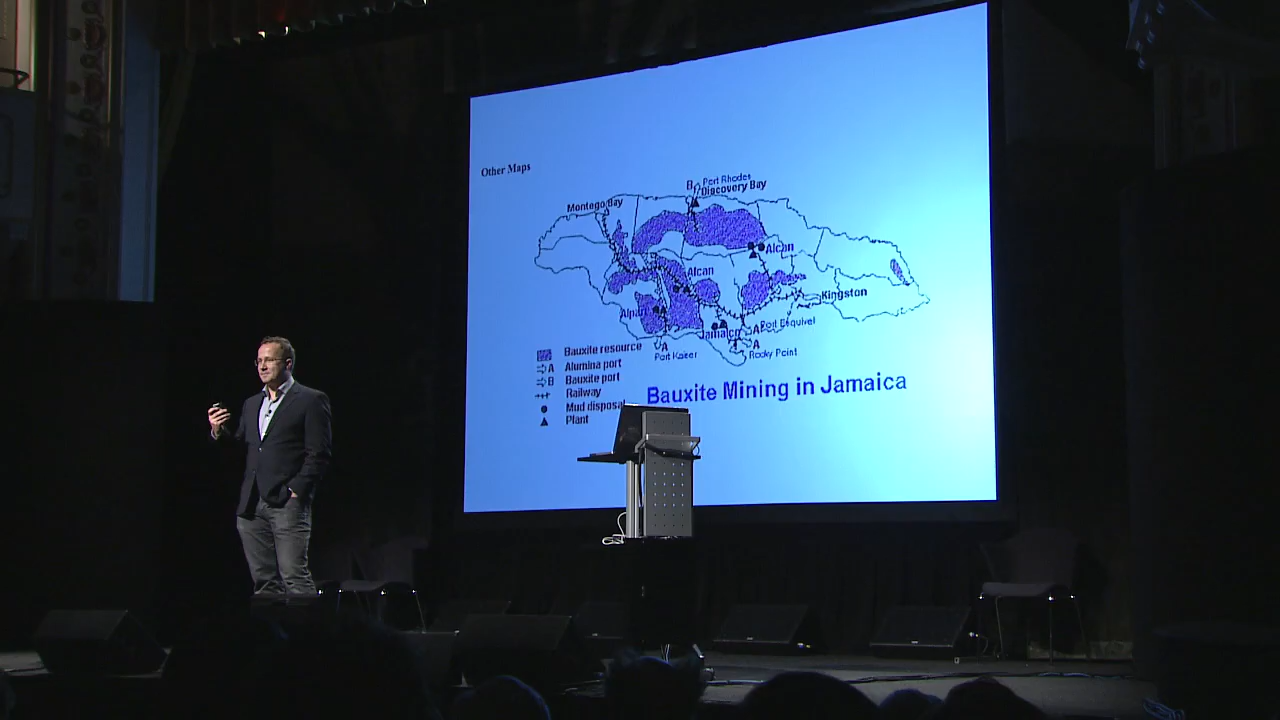 Other Maps
B
Port Rhodes
Discovery Bay
Montego Bay
Alcan
Alcan
Kingston
Alpart
Port Esquivel
A
Jamalco
A
A
Rocky Point
Port Kaiser
Bauxite resource
A Alumina port
B Bauxite port
Railway
Mud disposal
Plant
Bauxite Mining in Jamaica